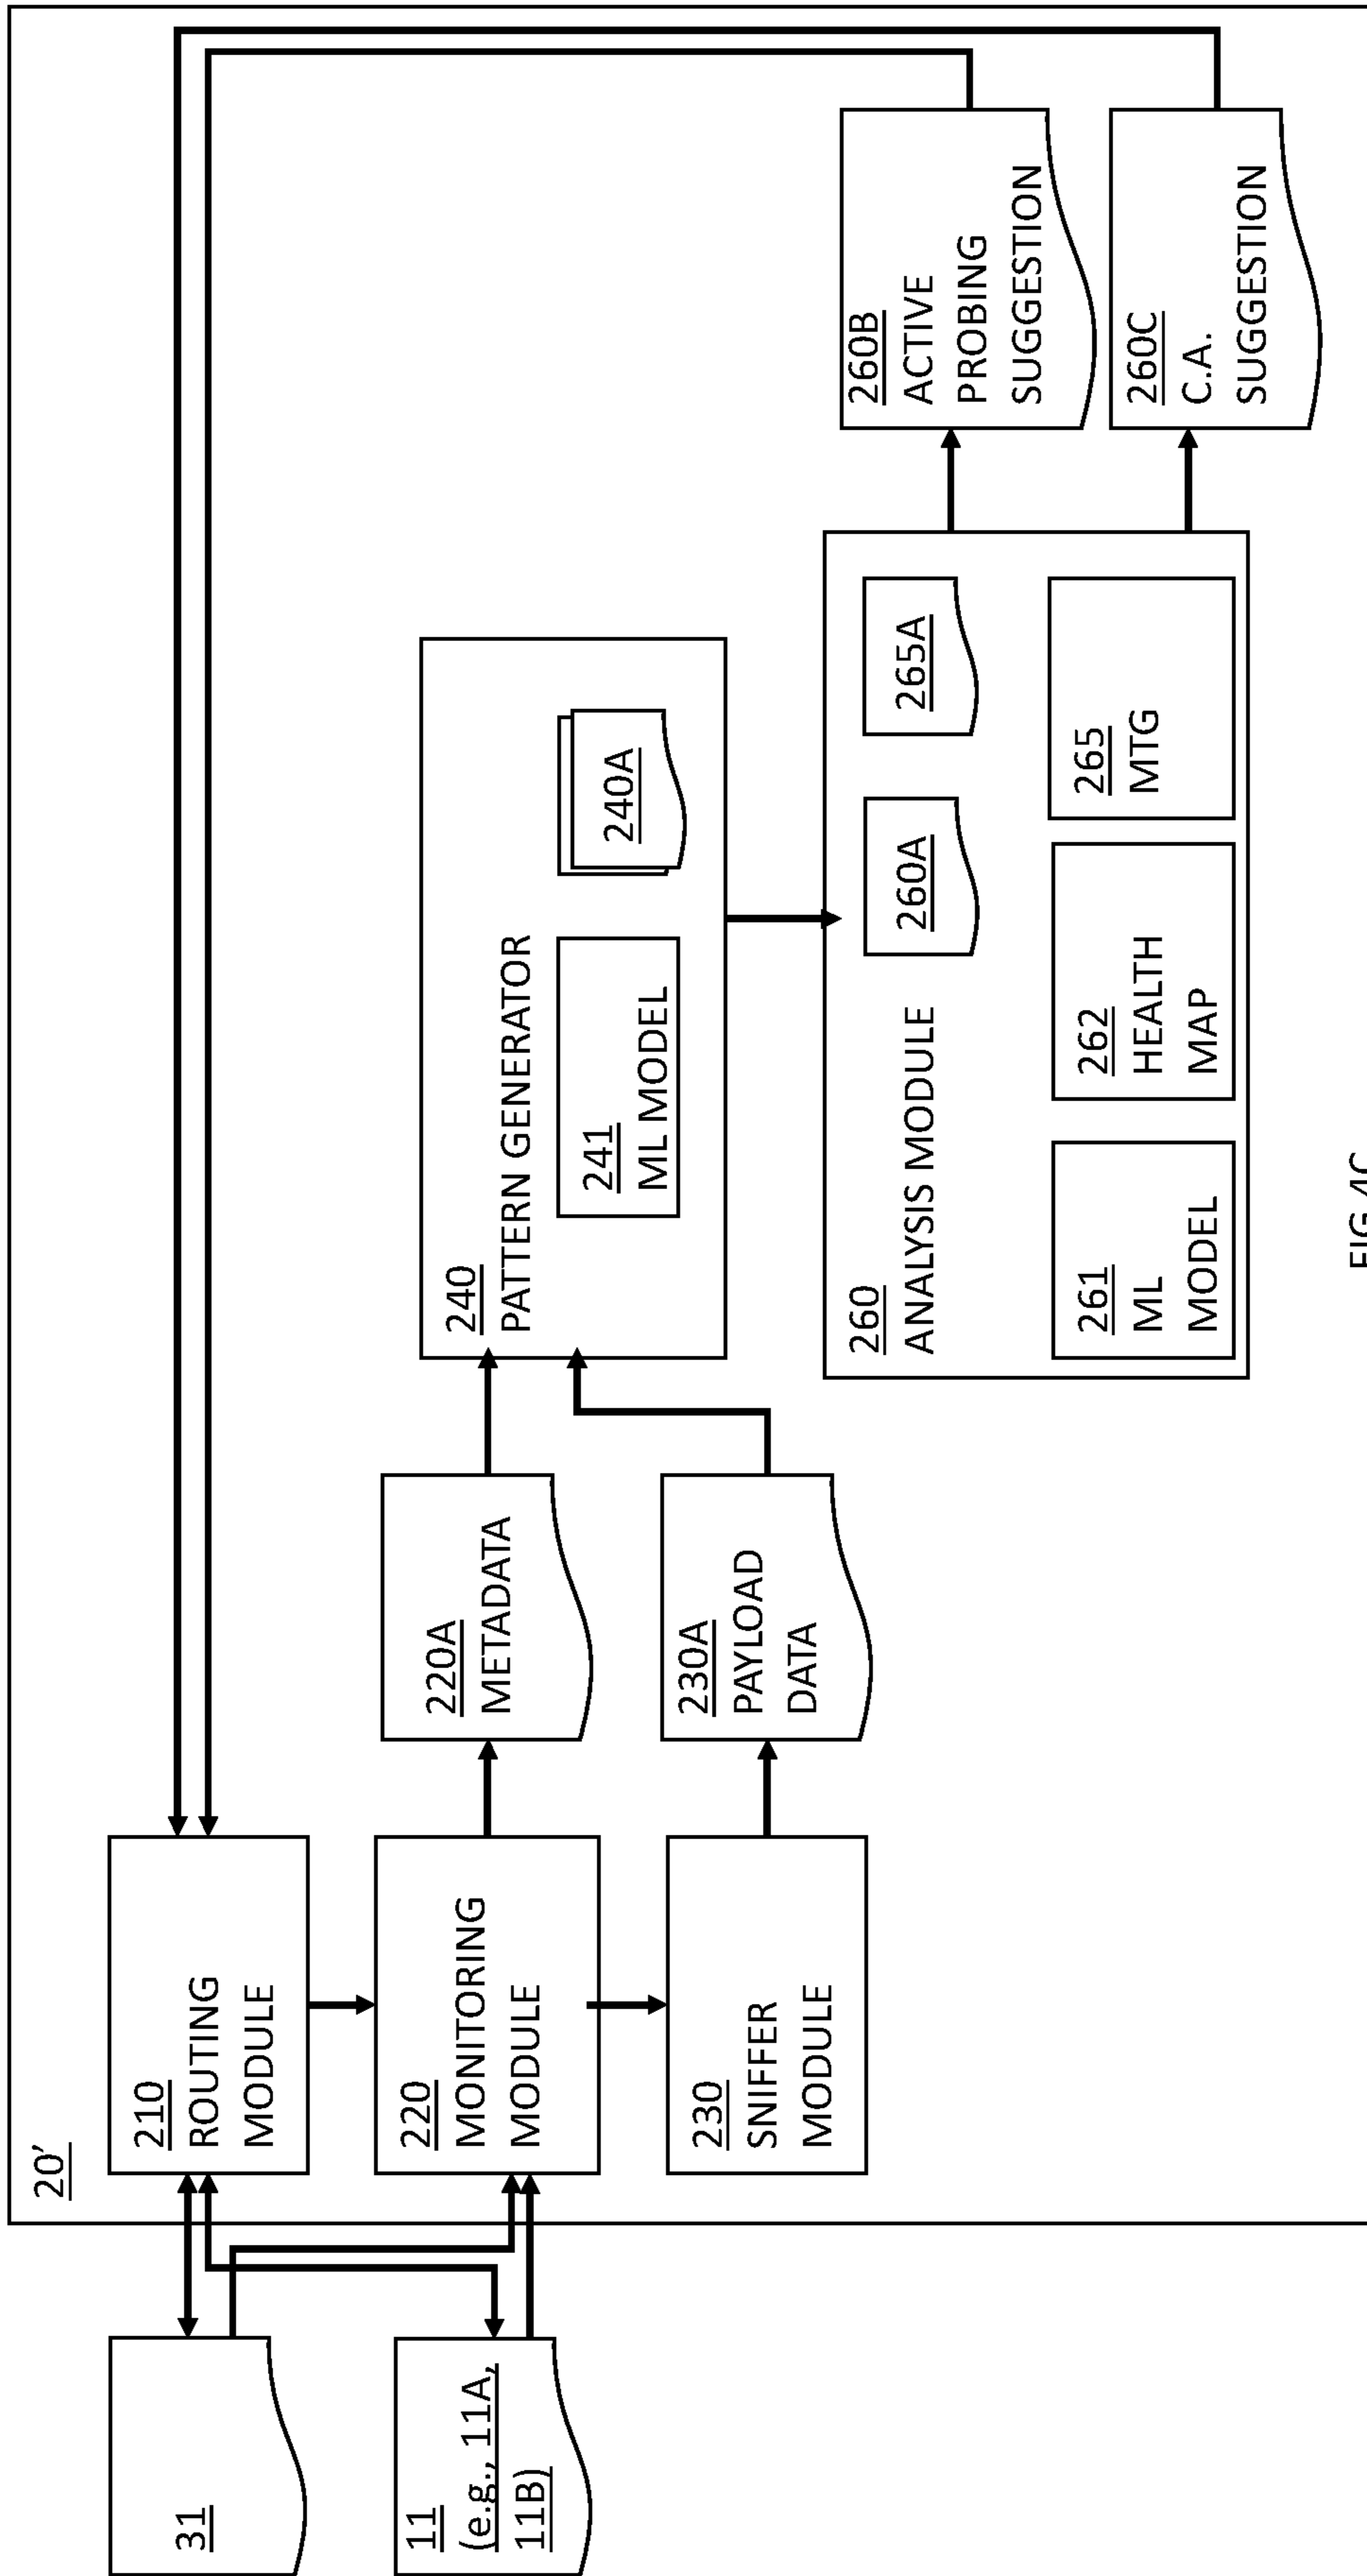 20'
31
11
(e.g., 11A,
11B)
210
ROUTING
MODULE
220
MONITORING
MODULE
230
SNIFFER
MODULE
220A
METADATA
230A
PAYLOAD
DATA
240
PATTERN GENERATOR
241
ML MODEL
240A
260
ANALYSIS MODULE
260A
265A
261
ML
MODEL
262
HEALTH
MAP
265
MTG
260B
ACTIVE
PROBING
SUGGESTION
260C
C.A.
SUGGESTION
FIG 4C